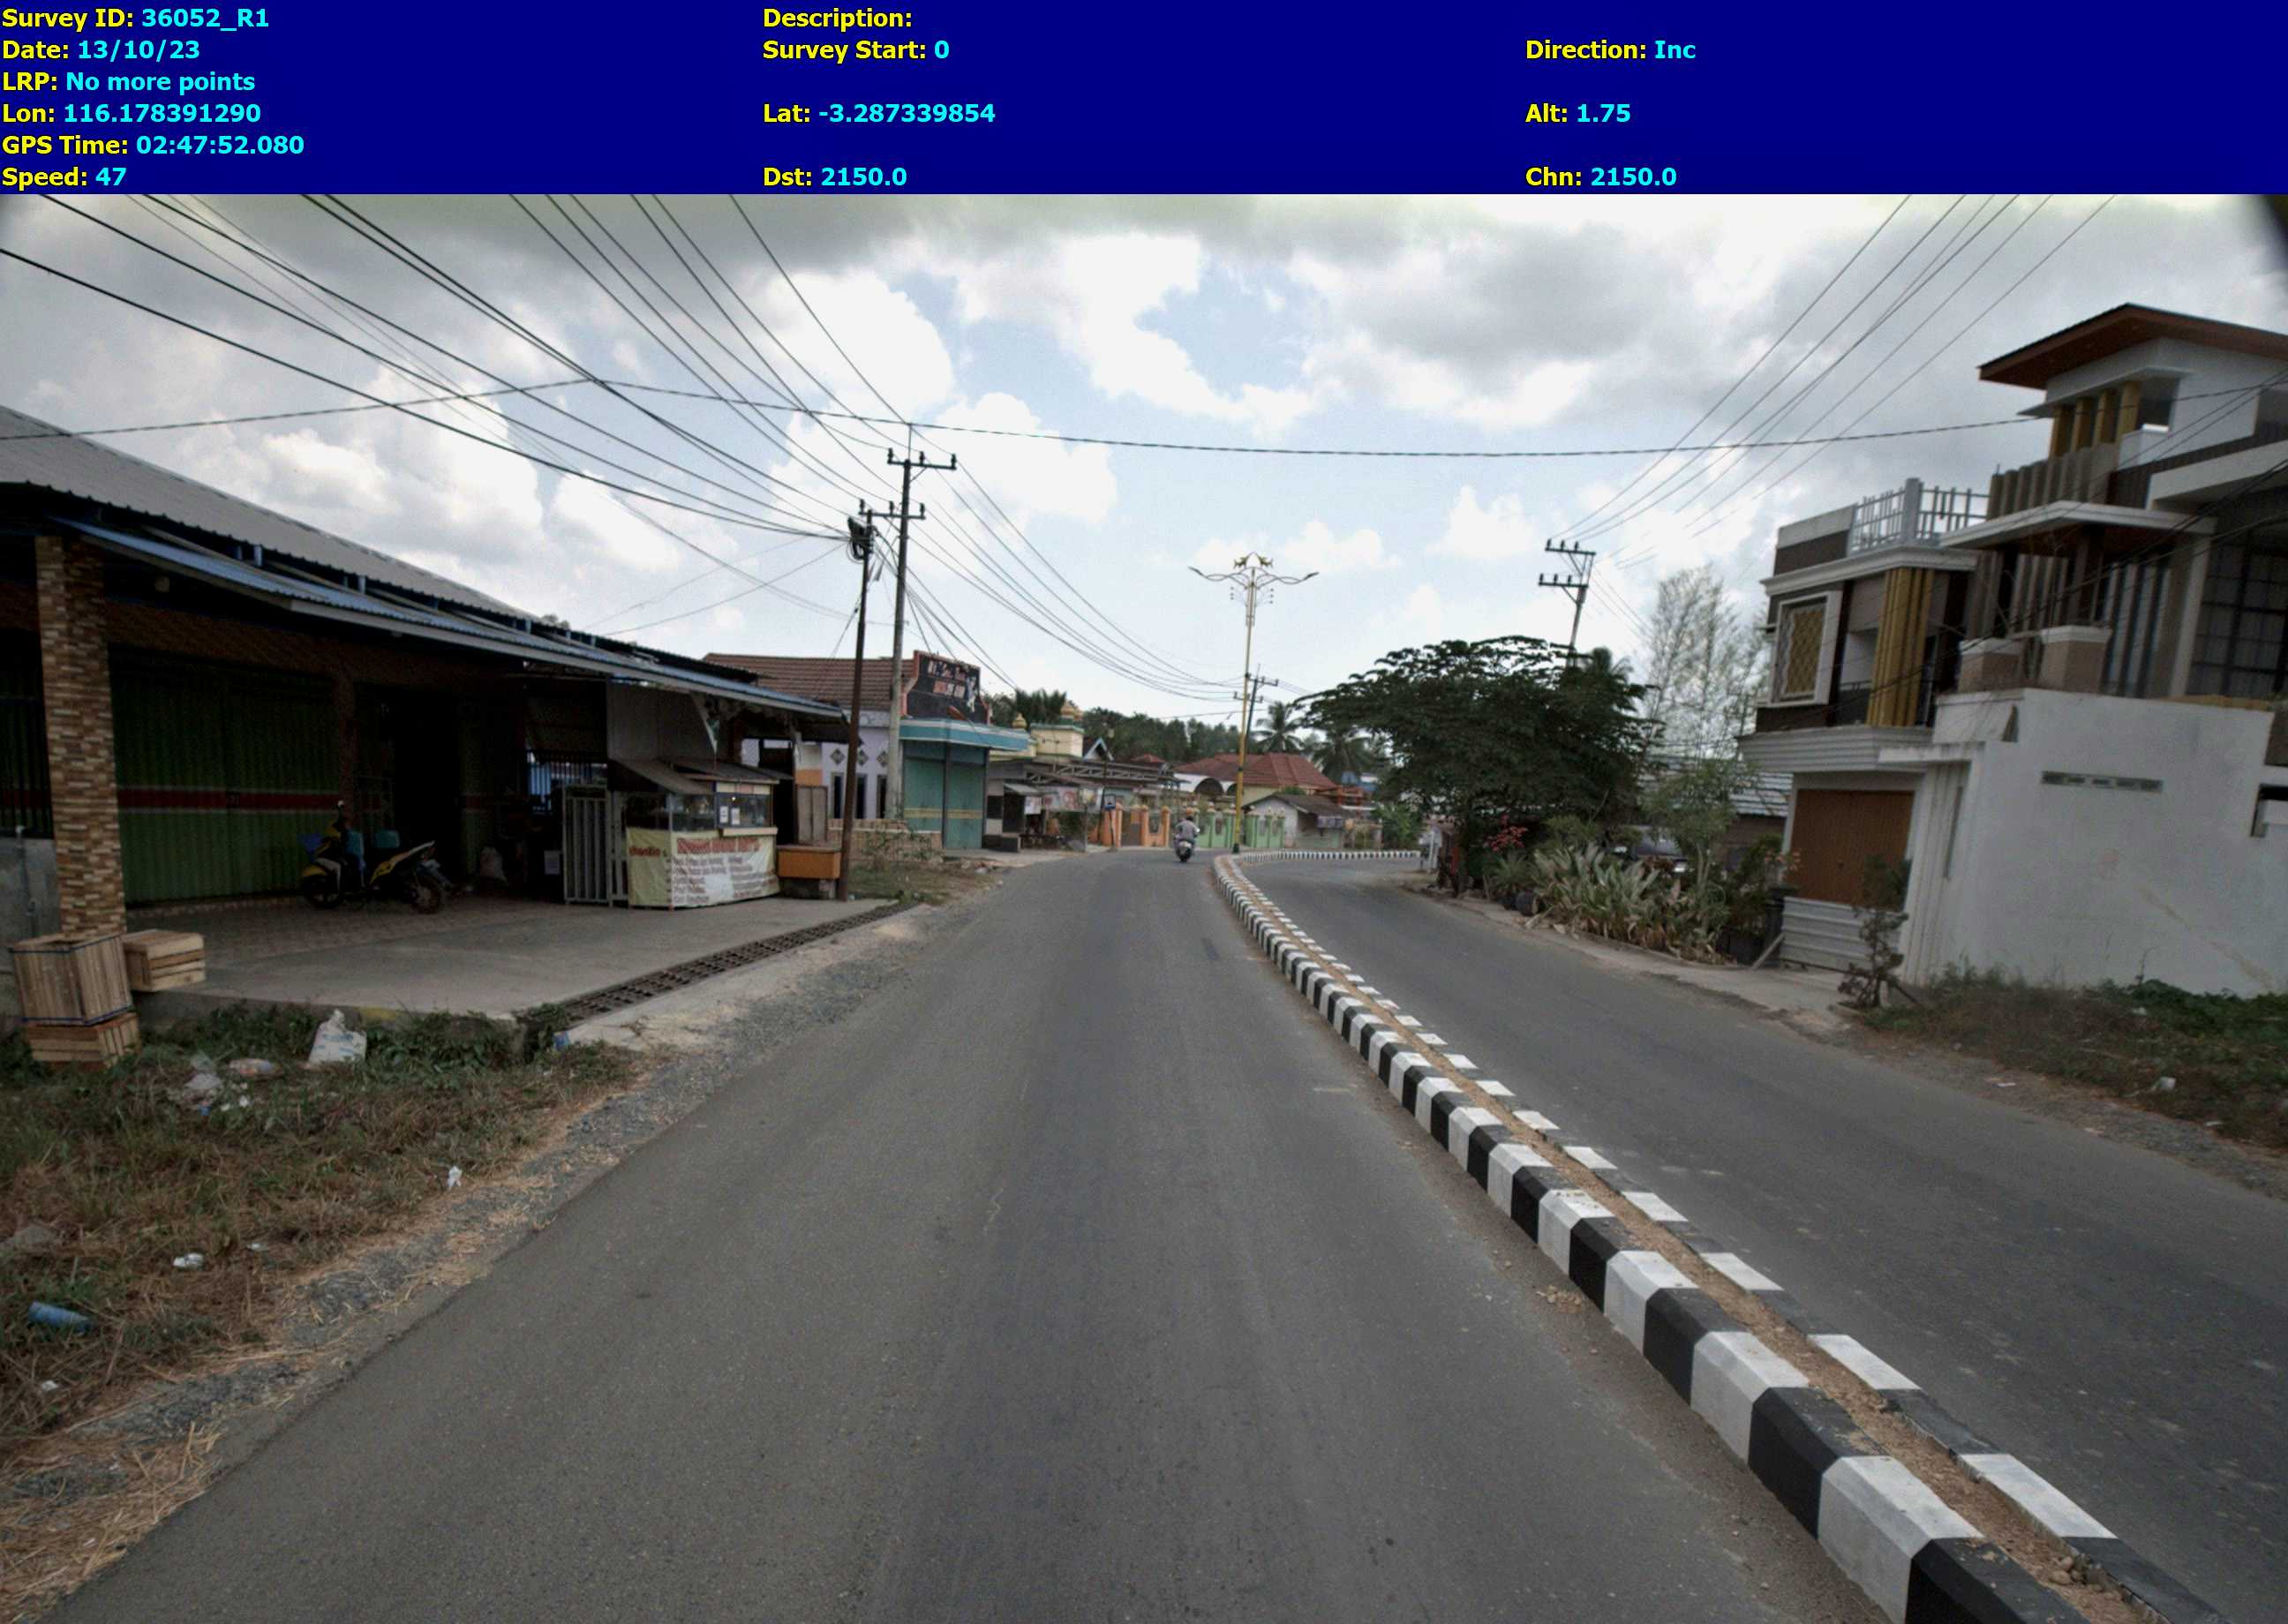 Survey ID: 36052_R1
Description:
Date: 13/10/23
Survey Start: 0
Direction: Inc
LRP: No more points
Lon: 116.178391290
Lat: -3.287339854
Alt: 1.75
GPS Time: 02:47:52.080
Speed: 47
Dst: 2150.0
Chn: 2150.0